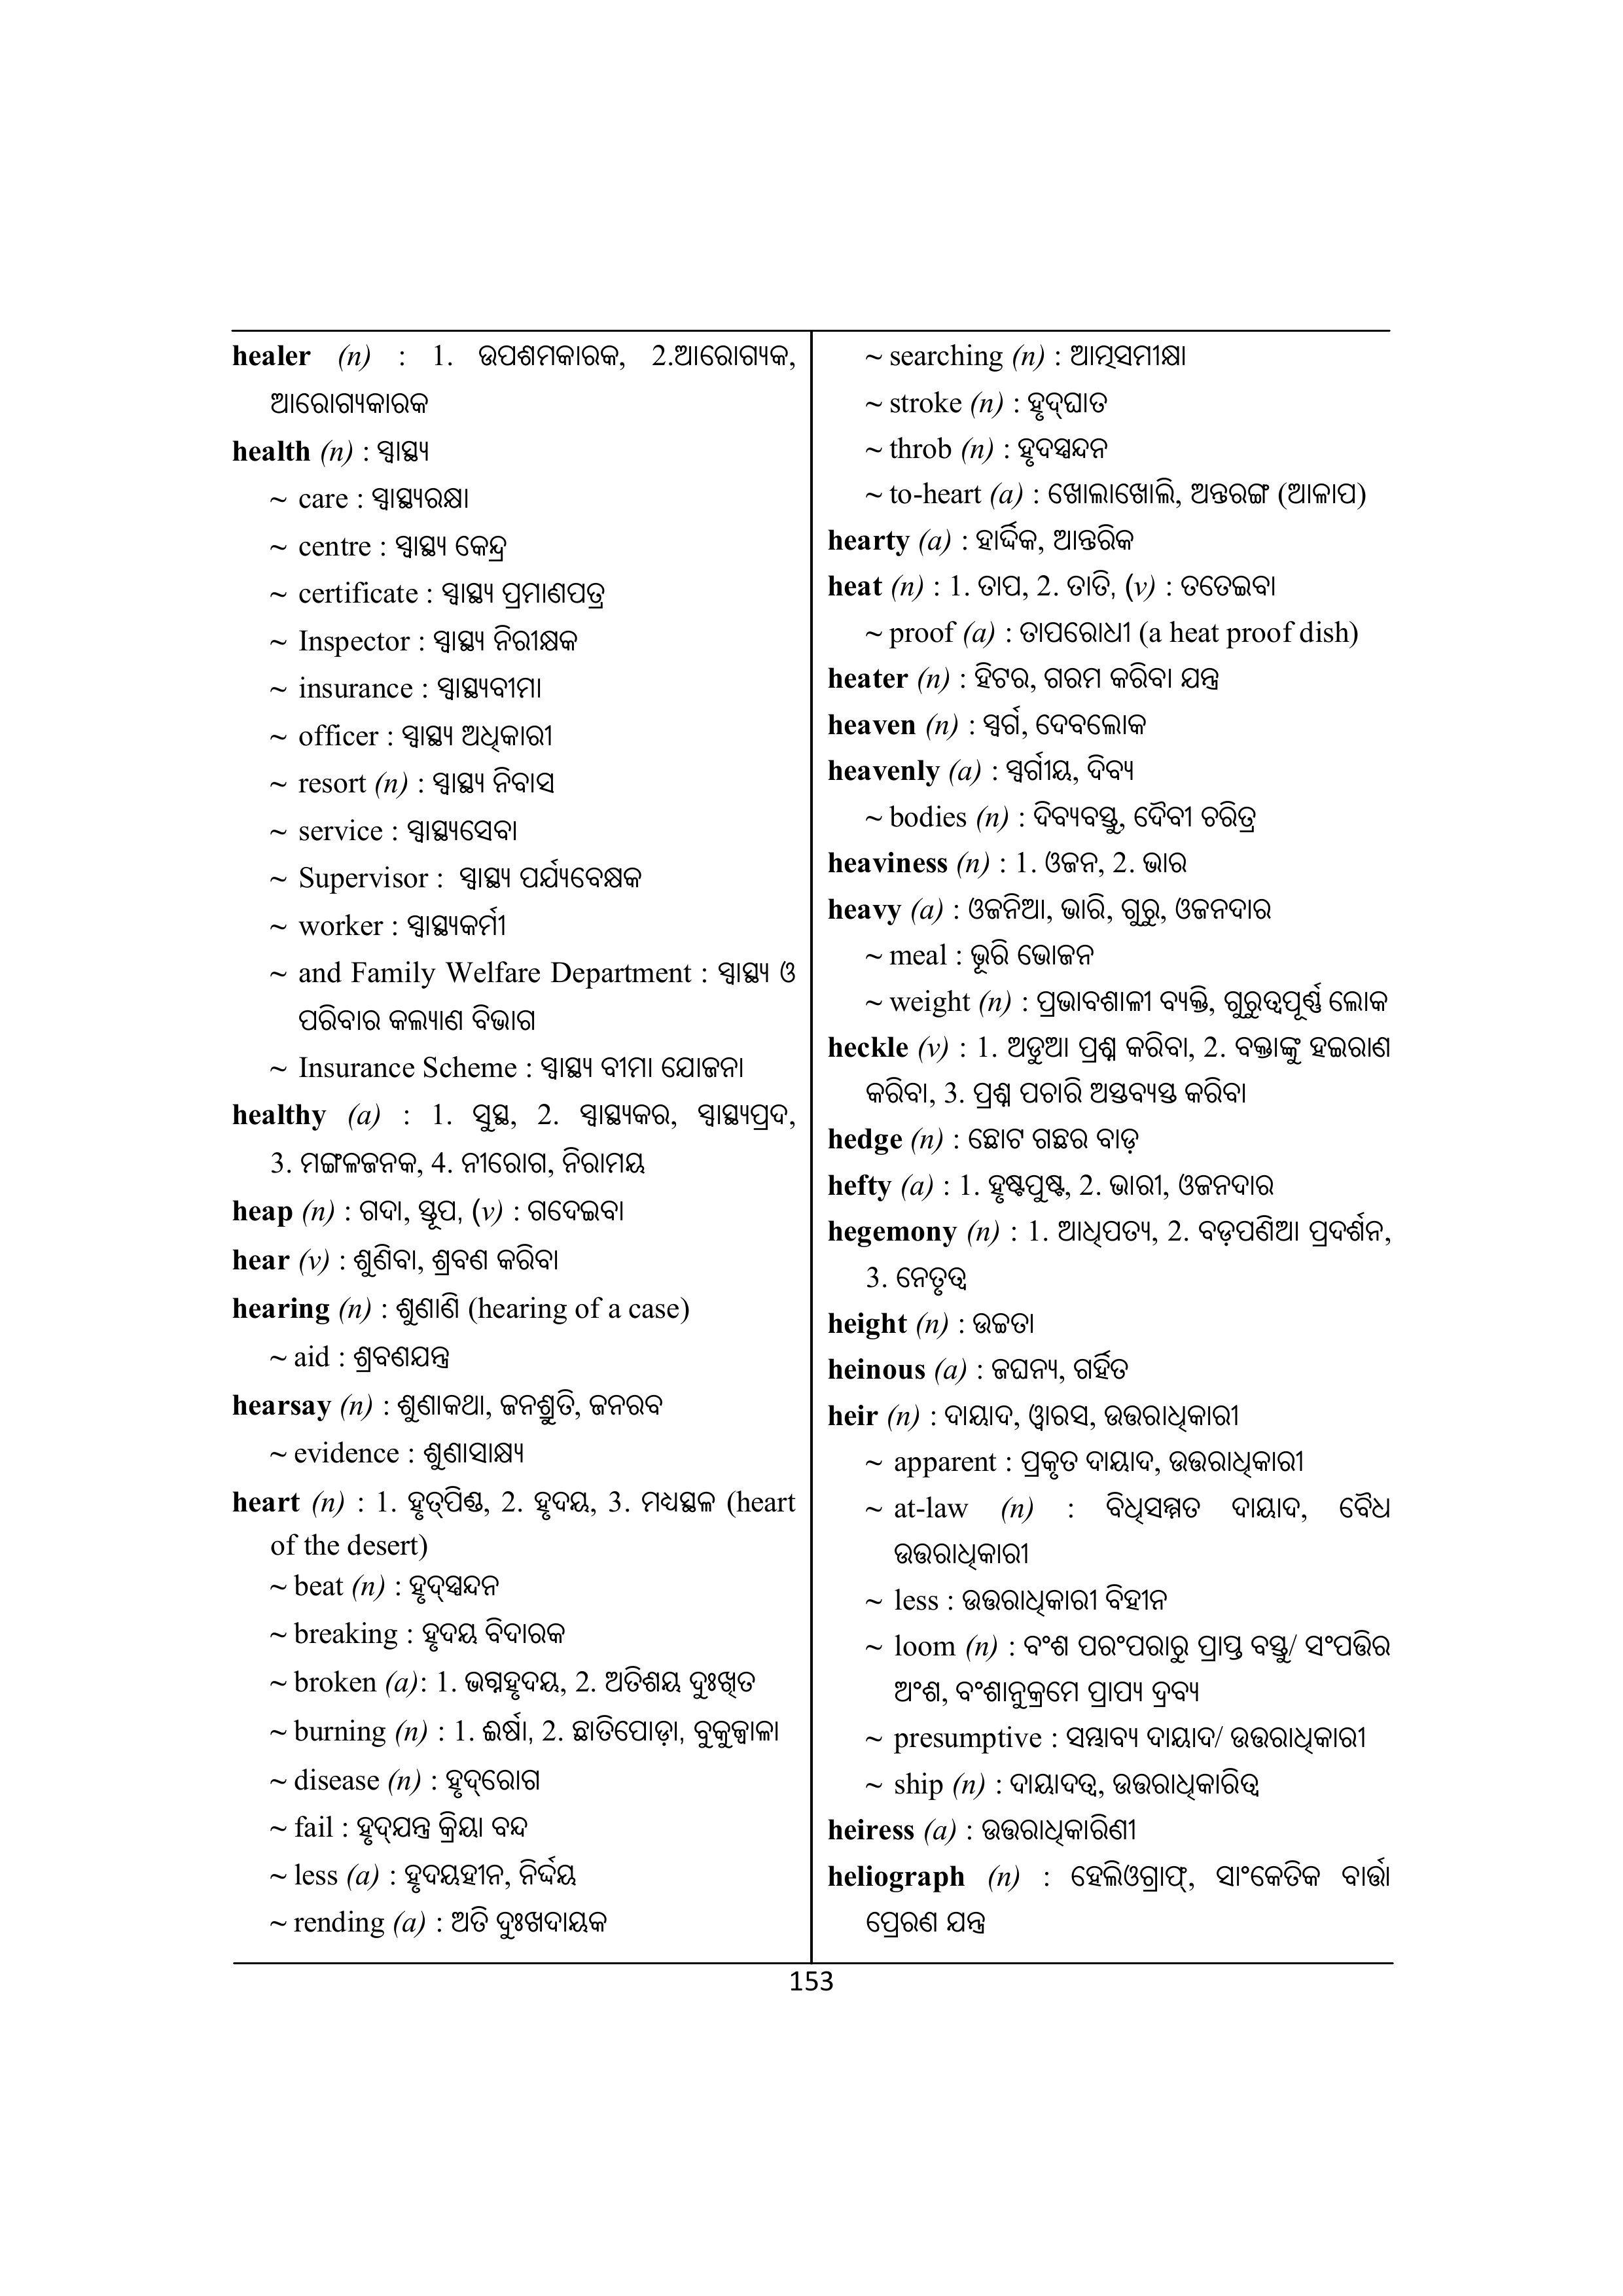 healer (n) : 1. ଉପଶମକାରକ, 2.ଆରୋଗ୍ୟକ,
ଆରୋଗ୍ୟକାରକ
health (n) : ସ୍ୱାସ୍ଥ୍ୟ
~ care : ସ୍ୱାସ୍ଥ୍ୟରକ୍ଷା
~ centre : ସ୍ୱାସ୍ଥ୍ୟ କେନ୍ଦ୍ର
~ certificate : ସ୍ୱାସ୍ଥ୍ୟ ପ୍ରମାଣପତ୍ର
~ Inspector : ସ୍ୱାସ୍ଥ୍ୟ ନିରୀକ୍ଷକ
~ insurance : ସ୍ୱାସ୍ଥ୍ୟବୀମା
~ officer : ସ୍ୱାସ୍ଥ୍ୟ ଅଧିକାରୀ
~ resort (n) : ସ୍ୱାସ୍ଥ୍ୟ ନିବାସ
~ service : ସ୍ୱାସ୍ଥ୍ୟସେବା
~ Supervisor : ସ୍ୱାସ୍ଥ୍ୟ ପର୍ଯ୍ୟବେକ୍ଷକ
~ worker : ସ୍ୱାସ୍ଥ୍ୟକର୍ମୀ
~ and Family Welfare Department : ସ୍ୱାସ୍ଥ୍ୟ ଓ
ପରିବାର କଲ୍ୟାଣ ବିଭାଗ
~ Insurance Scheme : ସ୍ୱାସ୍ଥ୍ୟ ବୀମା ଯୋଜନା
healthy (a) : 1. ସୁସ୍ଥ, 2. ସ୍ୱାସ୍ଥ୍ୟକର, ସ୍ୱାସ୍ଥ୍ୟପ୍ରଦ,
3. ମଙ୍ଗଳଜନକ, 4. ନୀରୋଗ, ନିରାମୟ
heap (n) : ଗଦା, ସ୍ତୂପ, (v) : ଗଦେଇବା
hear (v) : ଶୁଣିବା, ଶ୍ରବଣ କରିବା
hearing (n) : ଶୁଣାଣି (hearing of a case)
~ aid : ଶ୍ରବଣଯନ୍ତ୍ର
hearsay (n) : ଶୁଣାକଥା, ଜନଶ୍ରୁତି, ଜନରବ
~ evidence : ଶୁଣାସାକ୍ଷ୍ୟ
heart (n) : 1. ହୃତ୍‌ପିଣ୍ଡ, 2. ହୃଦୟ, 3. ମଧ୍ୟସ୍ଥଳ (heart
of the desert)
~ beat (n) : ହୃଦ୍‌ସ୍ପନ୍ଦନ
~ breaking : ହୃଦୟ ବିଦାରକ
~ broken (a): 1. ଭଗ୍ନହୃଦୟ, 2. ଅତିଶୟ ଦୁଃଖିତ
~ burning (n) : 1. ଈର୍ଷା, 2. ଛାତିପୋଡ଼ା, ବୁକୁଜ୍ୱାଳା
~ disease (n) : ହୃଦ୍‌ରୋଗ
~ fail : ହୃଦ୍‌ଯନ୍ତ୍ର କ୍ରିୟା ବନ୍ଦ
~ less (a) : ହୃଦୟହୀନ, ନିର୍ଦ୍ଦୟ
~ rending (a) : ଅତି ଦୁଃଖଦାୟକ
~ searching (n) : ଆତ୍ମସମୀକ୍ଷା
~ stroke (n) : ହୃଦ୍‌ଘାତ
~ throb (n) : ହୃଦସ୍ପନ୍ଦନ
~ to-heart (a) : ଖୋଲାଖୋଲି, ଅନ୍ତରଙ୍ଗ (ଆଳାପ)
hearty (a) : ହାର୍ଦ୍ଦିକ, ଆନ୍ତରିକ
heat (n) : 1. ତାପ, 2. ତାତି, (v) : ତତେଇବା
~ proof (a) : ତାପରୋଧୀ (a heat proof dish)
heater (n) : ହିଟର, ଗରମ କରିବା ଯନ୍ତ୍ର
heaven (n) : ସ୍ୱର୍ଗ, ଦେବଲୋକ
heavenly (a) : ସ୍ୱର୍ଗୀୟ, ଦିବ୍ୟ
~ bodies (n) : ଦିବ୍ୟବସ୍ତୁ, ଦୈବୀ ଚରିତ୍ର
heaviness (n) : 1. ଓଜନ, 2. ଭାର
heavy (a) : ଓଜନିଆ, ଭାରି, ଗୁରୁ, ଓଜନଦାର
~ meal : ଭୂରି ଭୋଜନ
~ weight (n) : ପ୍ରଭାବଶାଳୀ ବ୍ୟକ୍ତି, ଗୁରୁତ୍ୱପୂର୍ଣ୍ଣ ଲୋକ
heckle (v) : 1. ଅଡୁଆ ପ୍ରଶ୍ନ କରିବା, 2. ବକ୍ତାଙ୍କୁ ହଇରାଣ
କରିବା, 3. ପ୍ରଶ୍ନ ପଚାରି ଅସ୍ତବ୍ୟସ୍ତ କରିବା
hedge (n) : ଛୋଟ ଗଛର ବାଡ଼
hefty (a) : 1. ହୃଷ୍ଟପୁଷ୍ଟ, 2. ଭାରୀ, ଓଜନଦାର
hegemony (n) : 1. ଆଧିପତ୍ୟ, 2. ବଡ଼ପଣିଆ ପ୍ରଦର୍ଶନ,
3. ନେତୃତ୍ୱ
height (n) : ଉଚ୍ଚତା
heinous (a) : ଜଘନ୍ୟ, ଗର୍ହିତ
heir (n) : ଦାୟାଦ, ୱାରସ, ଉତ୍ତରାଧିକାରୀ
~ apparent : ପ୍ରକୃତ ଦାୟାଦ, ଉତ୍ତରାଧିକାରୀ
~ at-law (n) : ବିଧିସମ୍ମତ ଦାୟାଦ, ବୈଧ
ଉତ୍ତରାଧିକାରୀ
~ less : ଉତ୍ତରାଧିକାରୀ ବିହୀନ
~ loom (n) : ବଂଶ ପରଂପରାରୁ ପ୍ରାପ୍ତ ବସ୍ତୁ/ ସଂପତ୍ତିର
ଅଂଶ, ବଂଶାନୁକ୍ରମେ ପ୍ରାପ୍ୟ ଦ୍ରବ୍ୟ
~ presumptive : ସମ୍ଭାବ୍ୟ ଦାୟାଦ/ ଉତ୍ତରାଧିକାରୀ
~ ship (n) : ଦାୟାଦତ୍ୱ, ଉତ୍ତରାଧିକାରିତ୍ୱ
heiress (a) : ଉତ୍ତରାଧିକାରିଣୀ
heliograph (n) : ହେଲିଓଗ୍ରାଫ୍, ସାଂକେତିକ ବାର୍ତ୍ତା
ପ୍ରେରଣ ଯନ୍ତ୍ର
153